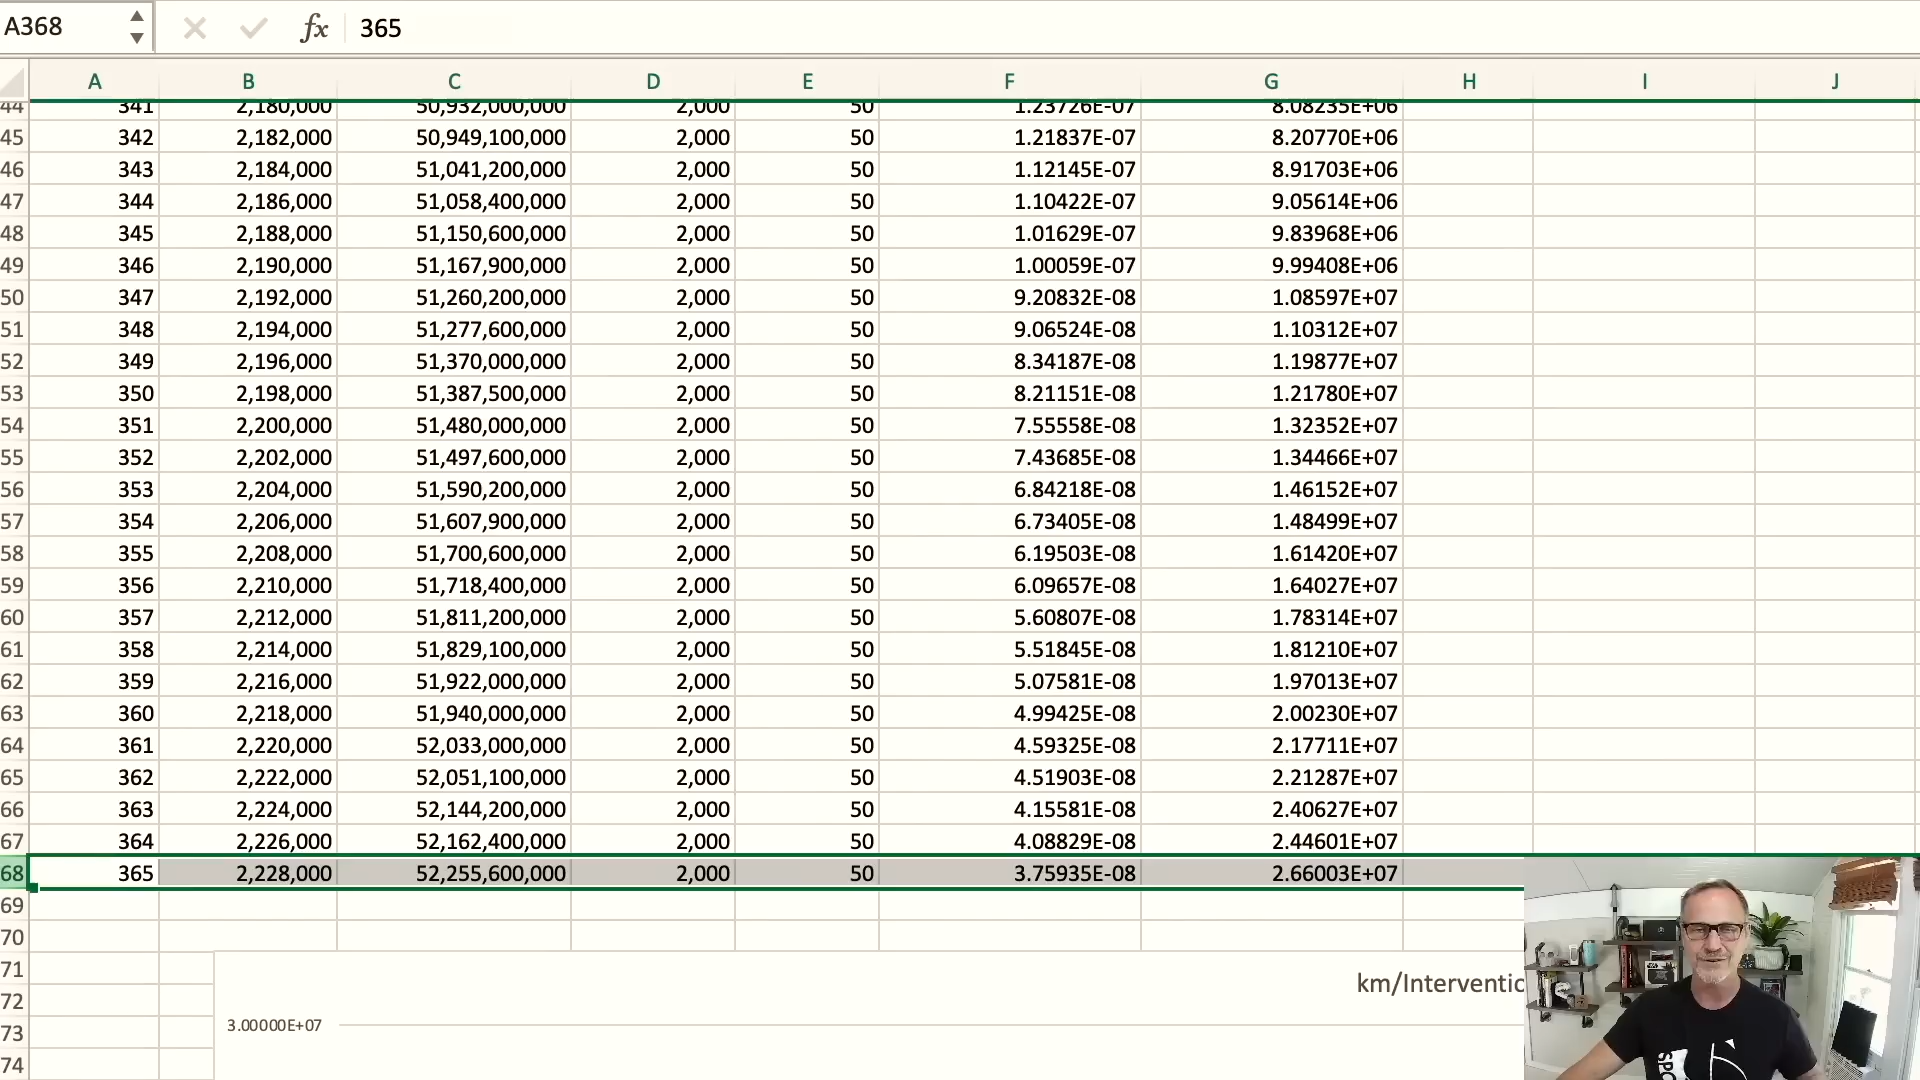 A368 fx 365
A B C D E F G H I J
44 341 2,180,000 50,932,000,000 2,000 50 1.23726E-07 8.08235E+06
45 342 2,182,000 50,949,100,000 2,000 50 1.21837E-07 8.20770E+06
46 343 2,184,000 51,041,200,000 2,000 50 1.12145E-07 8.91703E+06
47 344 2,186,000 51,058,400,000 2,000 50 1.10422E-07 9.05614E+06
48 345 2,188,000 51,150,600,000 2,000 50 1.01629E-07 9.83968E+06
49 346 2,190,000 51,167,900,000 2,000 50 1.00059E-07 9.99408E+06
50 347 2,192,000 51,260,200,000 2,000 50 9.20832E-08 1.08597E+07
51 348 2,194,000 51,277,600,000 2,000 50 9.06524E-08 1.10312E+07
52 349 2,196,000 51,370,000,000 2,000 50 8.34187E-08 1.19877E+07
53 350 2,198,000 51,387,500,000 2,000 50 8.21151E-08 1.21780E+07
54 351 2,200,000 51,480,000,000 2,000 50 7.55558E-08 1.32352E+07
55 352 2,202,000 51,497,600,000 2,000 50 7.43685E-08 1.34466E+07
56 353 2,204,000 51,590,200,000 2,000 50 6.84218E-08 1.46152E+07
57 354 2,206,000 51,607,900,000 2,000 50 6.73405E-08 1.48499E+07
58 355 2,208,000 51,700,600,000 2,000 50 6.19503E-08 1.61420E+07
59 356 2,210,000 51,718,400,000 2,000 50 6.09657E-08 1.64027E+07
60 357 2,212,000 51,811,200,000 2,000 50 5.60807E-08 1.78314E+07
61 358 2,214,000 51,829,100,000 2,000 50 5.51845E-08 1.81210E+07
62 359 2,216,000 51,922,000,000 2,000 50 5.07581E-08 1.97013E+07
63 360 2,218,000 51,940,000,000 2,000 50 4.99425E-08 2.00230E+07
64 361 2,220,000 52,033,000,000 2,000 50 4.59325E-08 2.17711E+07
65 362 2,222,000 52,051,100,000 2,000 50 4.51903E-08 2.21287E+07
66 363 2,224,000 52,144,200,000 2,000 50 4.15581E-08 2.40627E+07
67 364 2,226,000 52,162,400,000 2,000 50 4.08829E-08 2.44601E+07
68 365 2,228,000 52,255,600,000 2,000 50 3.75935E-08 2.66003E+07
69
70
71
km/Interventic
72
3.00000E+07
73
74